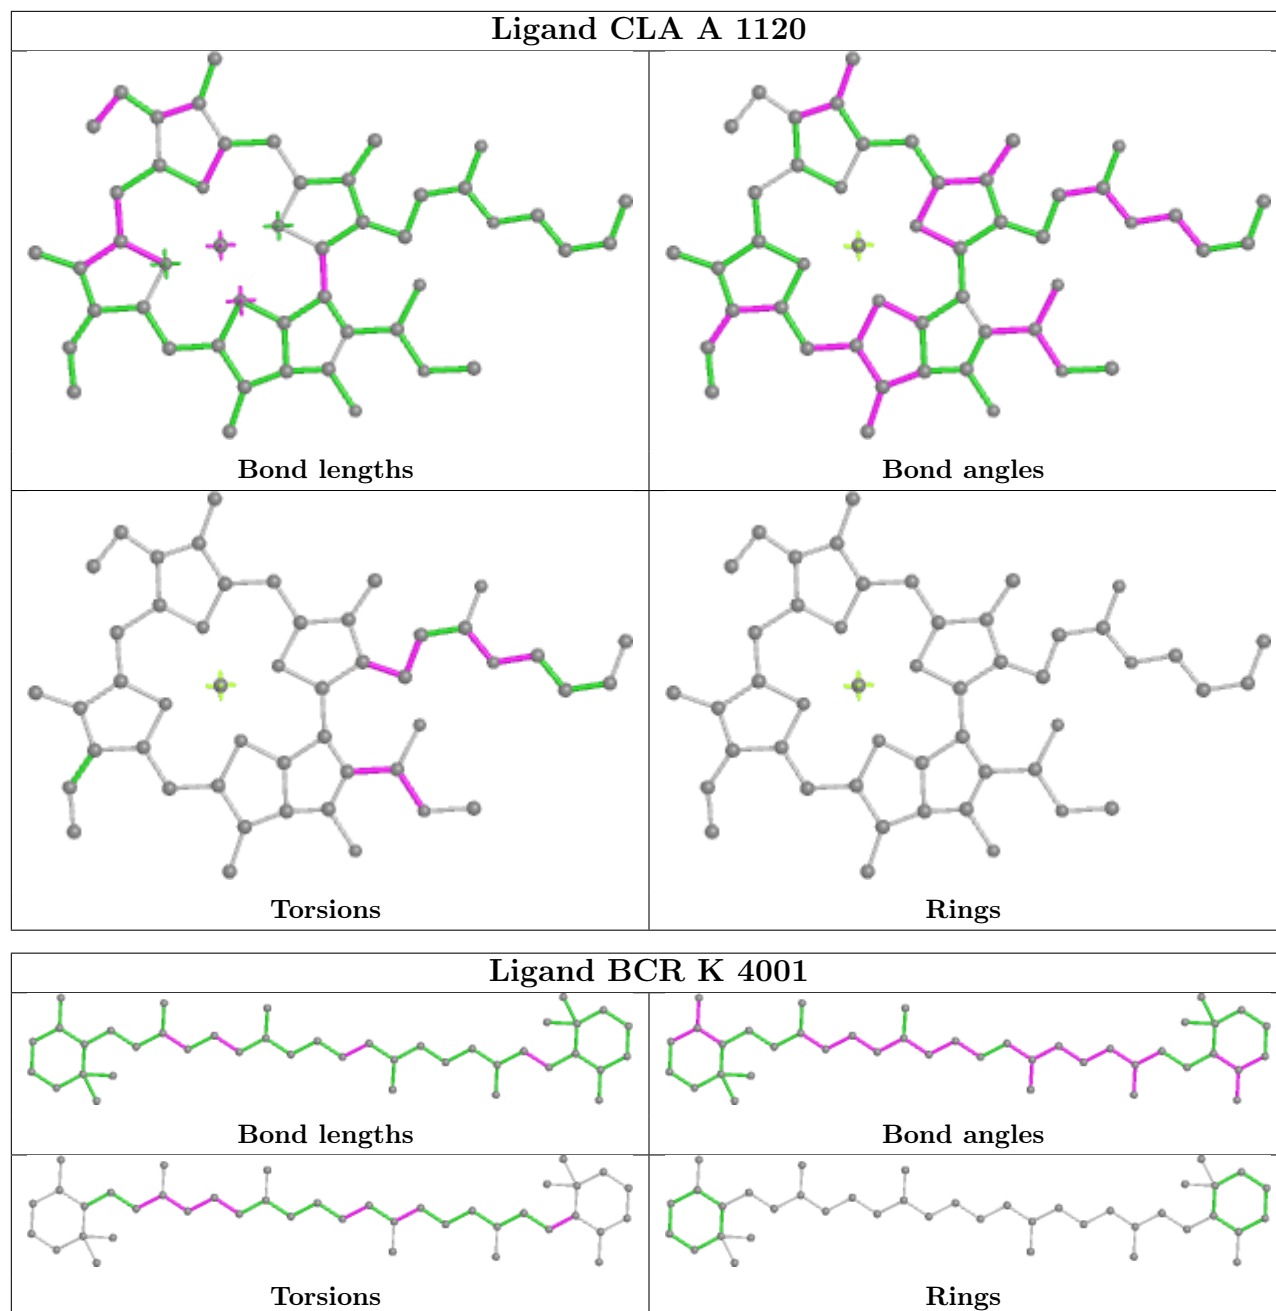 Ligand CLA A 1120
Bond lengths
Bond angles
Torsions
Rings
Ligand BCR K 4001
Bond lengths
Bond angles
Torsions
Rings